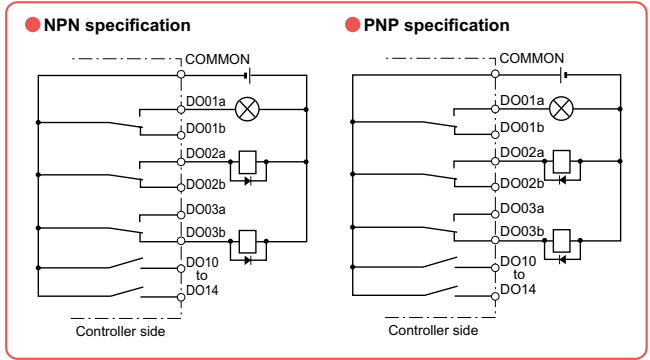 NPN specification
COMMON
DO01a
DO01b
DO02a
DO02b
DO03a
DO03b
DO10
to
DO14
Controller side
PNP specification
COMMON
DO01a
DO01b
DO02a
DO02b
DO03a
DO03b
DO10
to
DO14
Controller side